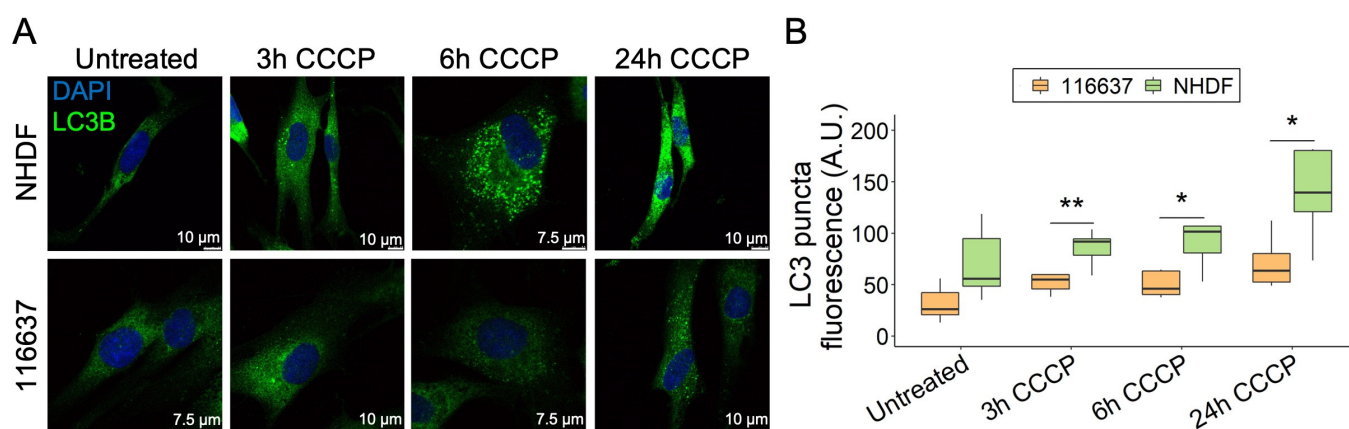 A
Untreated
3h CCCP
6h CCCP
24h CCCP
DAPI
LC3B
NHDF
10 µm
10 µm
7.5 µm
10 µm
116637
7.5 µm
10 µm
7.5 µm
10 µm
B
116637
NHDF
LC3 puncta
fluorescence (A.U.)
200
150
100
50
0
**
*
*
Untreated
3h CCCP
6h CCCP
24h CCCP